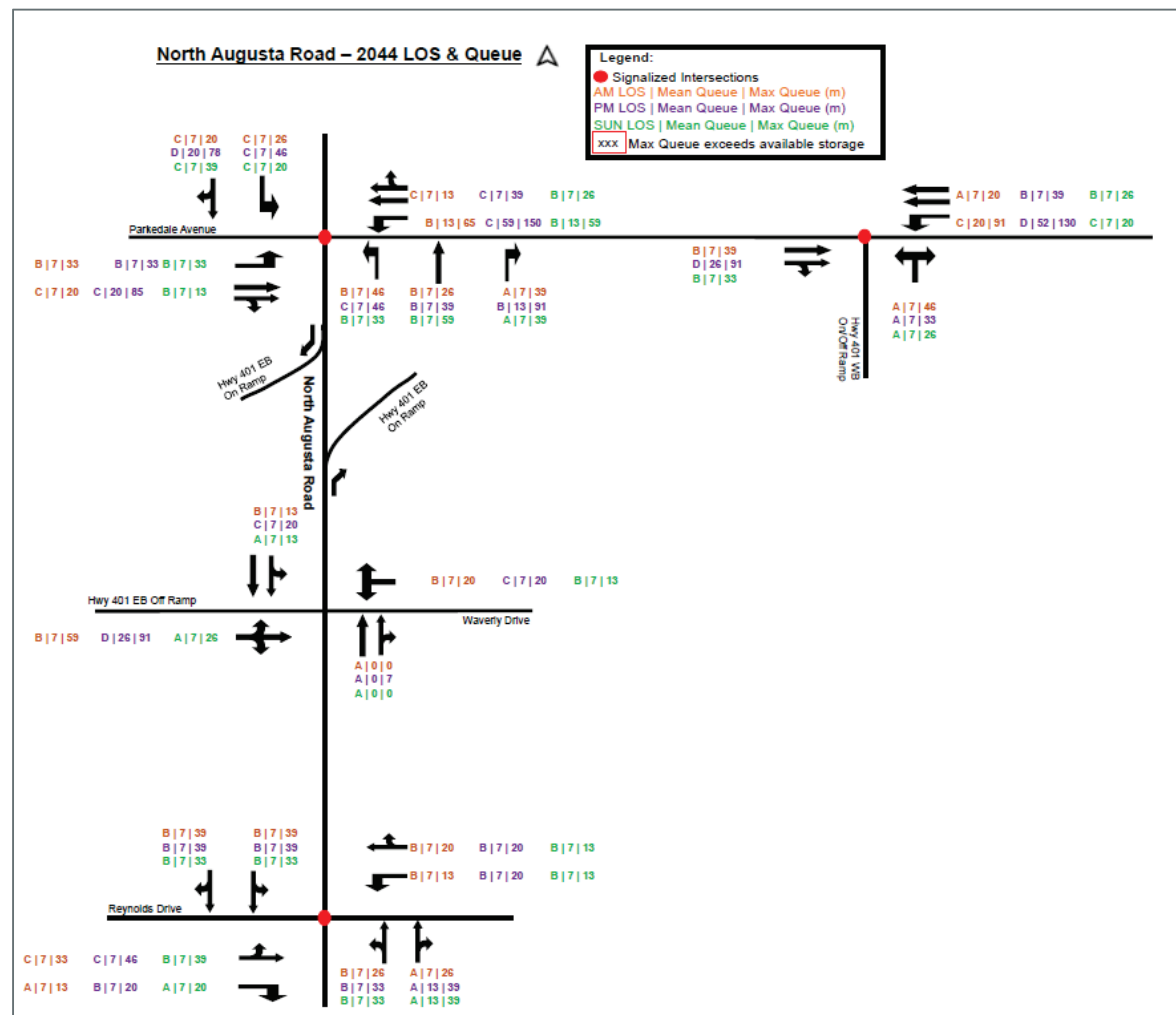 North Augusta Road – 2044 LOS & Queue
Legend:
Signalized Intersections
AM LOS | Mean Queue | Max Queue (m)
PM LOS | Mean Queue | Max Queue (m)
SUN LOS | Mean Queue | Max Queue (m)
xxx Max Queue exceeds available storage
C | 7 | 20
D | 20 | 78
C | 7 | 39
C | 7 | 26
C | 7 | 46
C | 7 | 20
C | 7 | 13 C | 7 | 39 B | 7 | 26
B | 13 | 65 C | 59 | 150 B | 13 | 59
A | 7 | 20 B | 7 | 39 B | 7 | 26
C | 20 | 91 D | 52 | 130 C | 7 | 20
Parkedale Avenue
B | 7 | 33 B | 7 | 33 B | 7 | 33
C | 7 | 20 C | 20 | 85 B | 7 | 13
B | 7 | 46
C | 7 | 46
B | 7 | 33
B | 7 | 26
B | 7 | 39
B | 7 | 59
A | 7 | 39
B | 13 | 91
A | 7 | 39
B | 7 | 39
D | 26 | 91
B | 7 | 33
A | 7 | 46
A | 7 | 33
A | 7 | 26
Hwy 401 WB
On/Off Ramp
Hwy 401 EB
On Ramp
North Augusta Road
Hwy 401 EB
On Ramp
B | 7 | 13
C | 7 | 20
A | 7 | 13
B | 7 | 20 C | 7 | 20 B | 7 | 13
Hwy 401 EB Off Ramp
Waverly Drive
B | 7 | 59 D | 26 | 91 A | 7 | 26
A | 0 | 0
A | 0 | 7
A | 0 | 0
B | 7 | 39
B | 7 | 39
B | 7 | 33
B | 7 | 39
B | 7 | 39
B | 7 | 33
B | 7 | 20 B | 7 | 20 B | 7 | 13
B | 7 | 13 B | 7 | 20 B | 7 | 13
Reynolds Drive
C | 7 | 33 C | 7 | 46 B | 7 | 39
A | 7 | 13 B | 7 | 20 A | 7 | 20
B | 7 | 26
B | 7 | 33
B | 7 | 33
A | 7 | 26
A | 13 | 39
A | 13 | 39